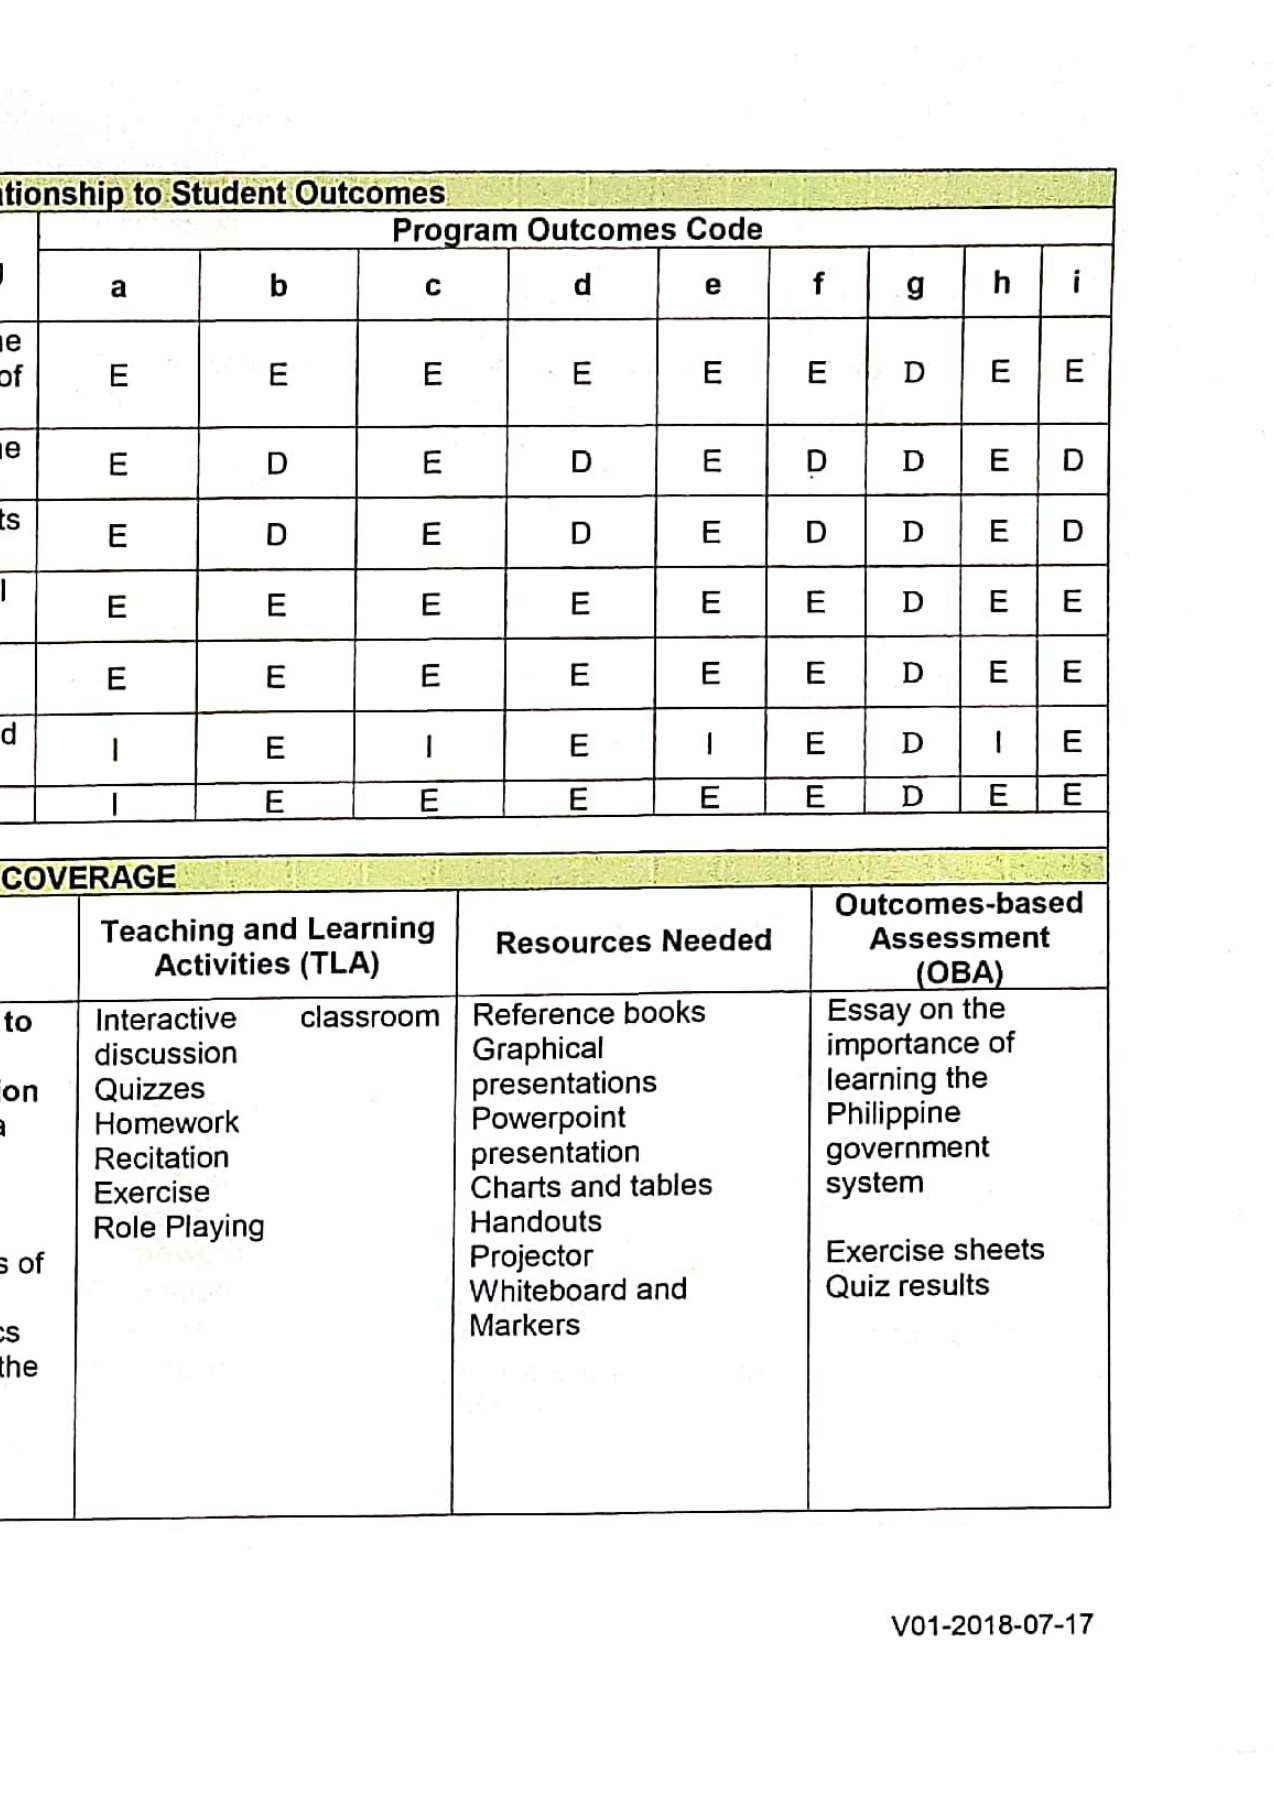 tionship to Student Outcomes
Program Outcomes Code
a b c d e f g h i
ne
of
E E E E E E D E E
ne
E D E D E D D E D
ts
E D E D E D D E D
l
E E E E E E D E E
E E E E E E D E E
d
I E I E I E D I E
I E E E E E D E E
COVERAGE
Teaching and Learning
Activities (TLA)
Resources Needed
Outcomes-based
Assessment
(OBA)
to
ion
a
s of
cs
the
Interactive classroom
discussion
Quizzes
Homework
Recitation
Exercise
Role Playing
Reference books
Graphical
presentations
Powerpoint
presentation
Charts and tables
Handouts
Projector
Whiteboard and
Markers
Essay on the
importance of
learning the
Philippine
government
system
Exercise sheets
Quiz results
V01-2018-07-17